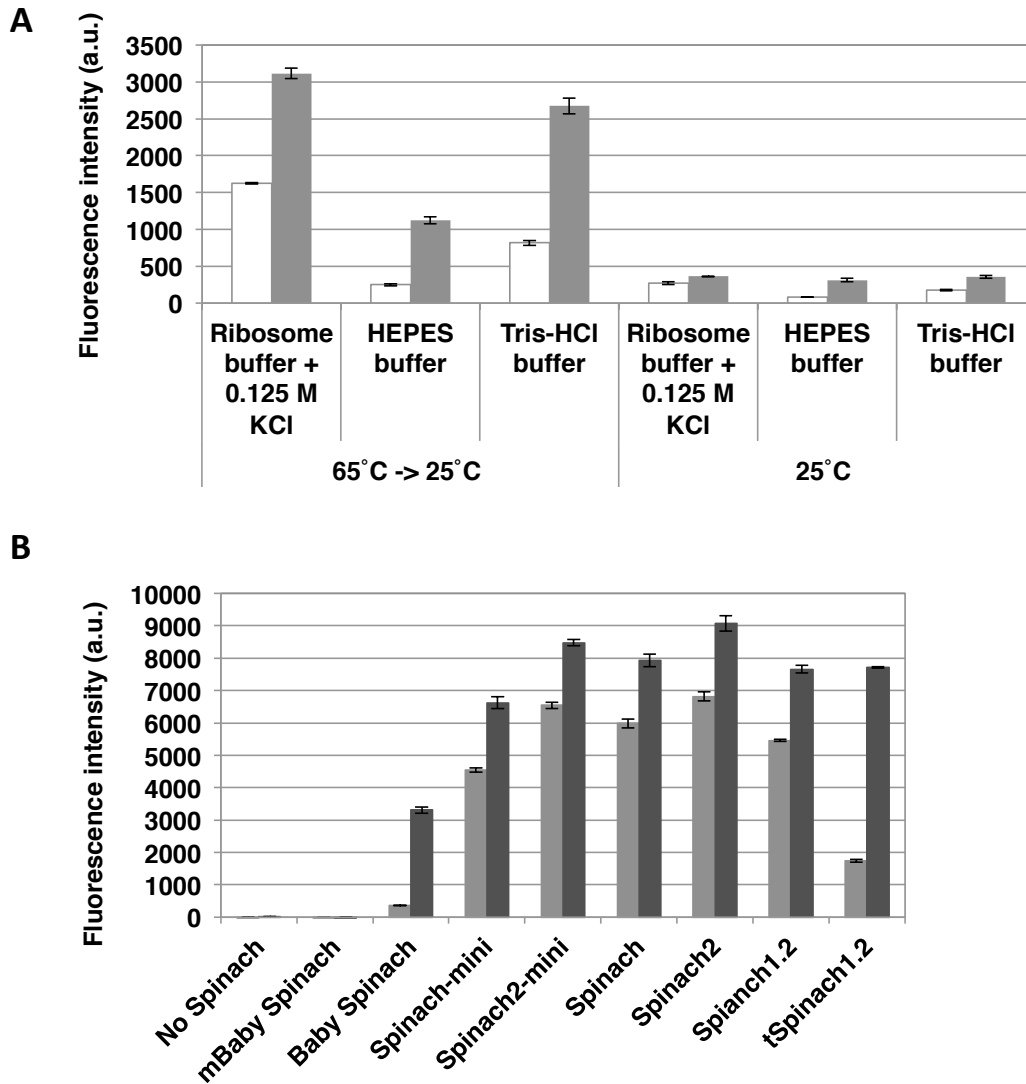 A
Fluorescence intensity (a.u.)
3500
3000
2500
2000
1500
1000
500
0
Ribosome
buffer +
0.125 M
KCl
HEPES
buffer
Tris-HCl
buffer
Ribosome
buffer +
0.125 M
KCl
HEPES
buffer
Tris-HCl
buffer
65˚C -> 25˚C
25˚C
B
Fluorescence intensity (a.u.)
10000
9000
8000
7000
6000
5000
4000
3000
2000
1000
0
No Spinach
mBaby Spinach
Baby Spinach
Spinach-mini
Spinach2-mini
Spinach
Spinach2
Spianch1.2
tSpinach1.2